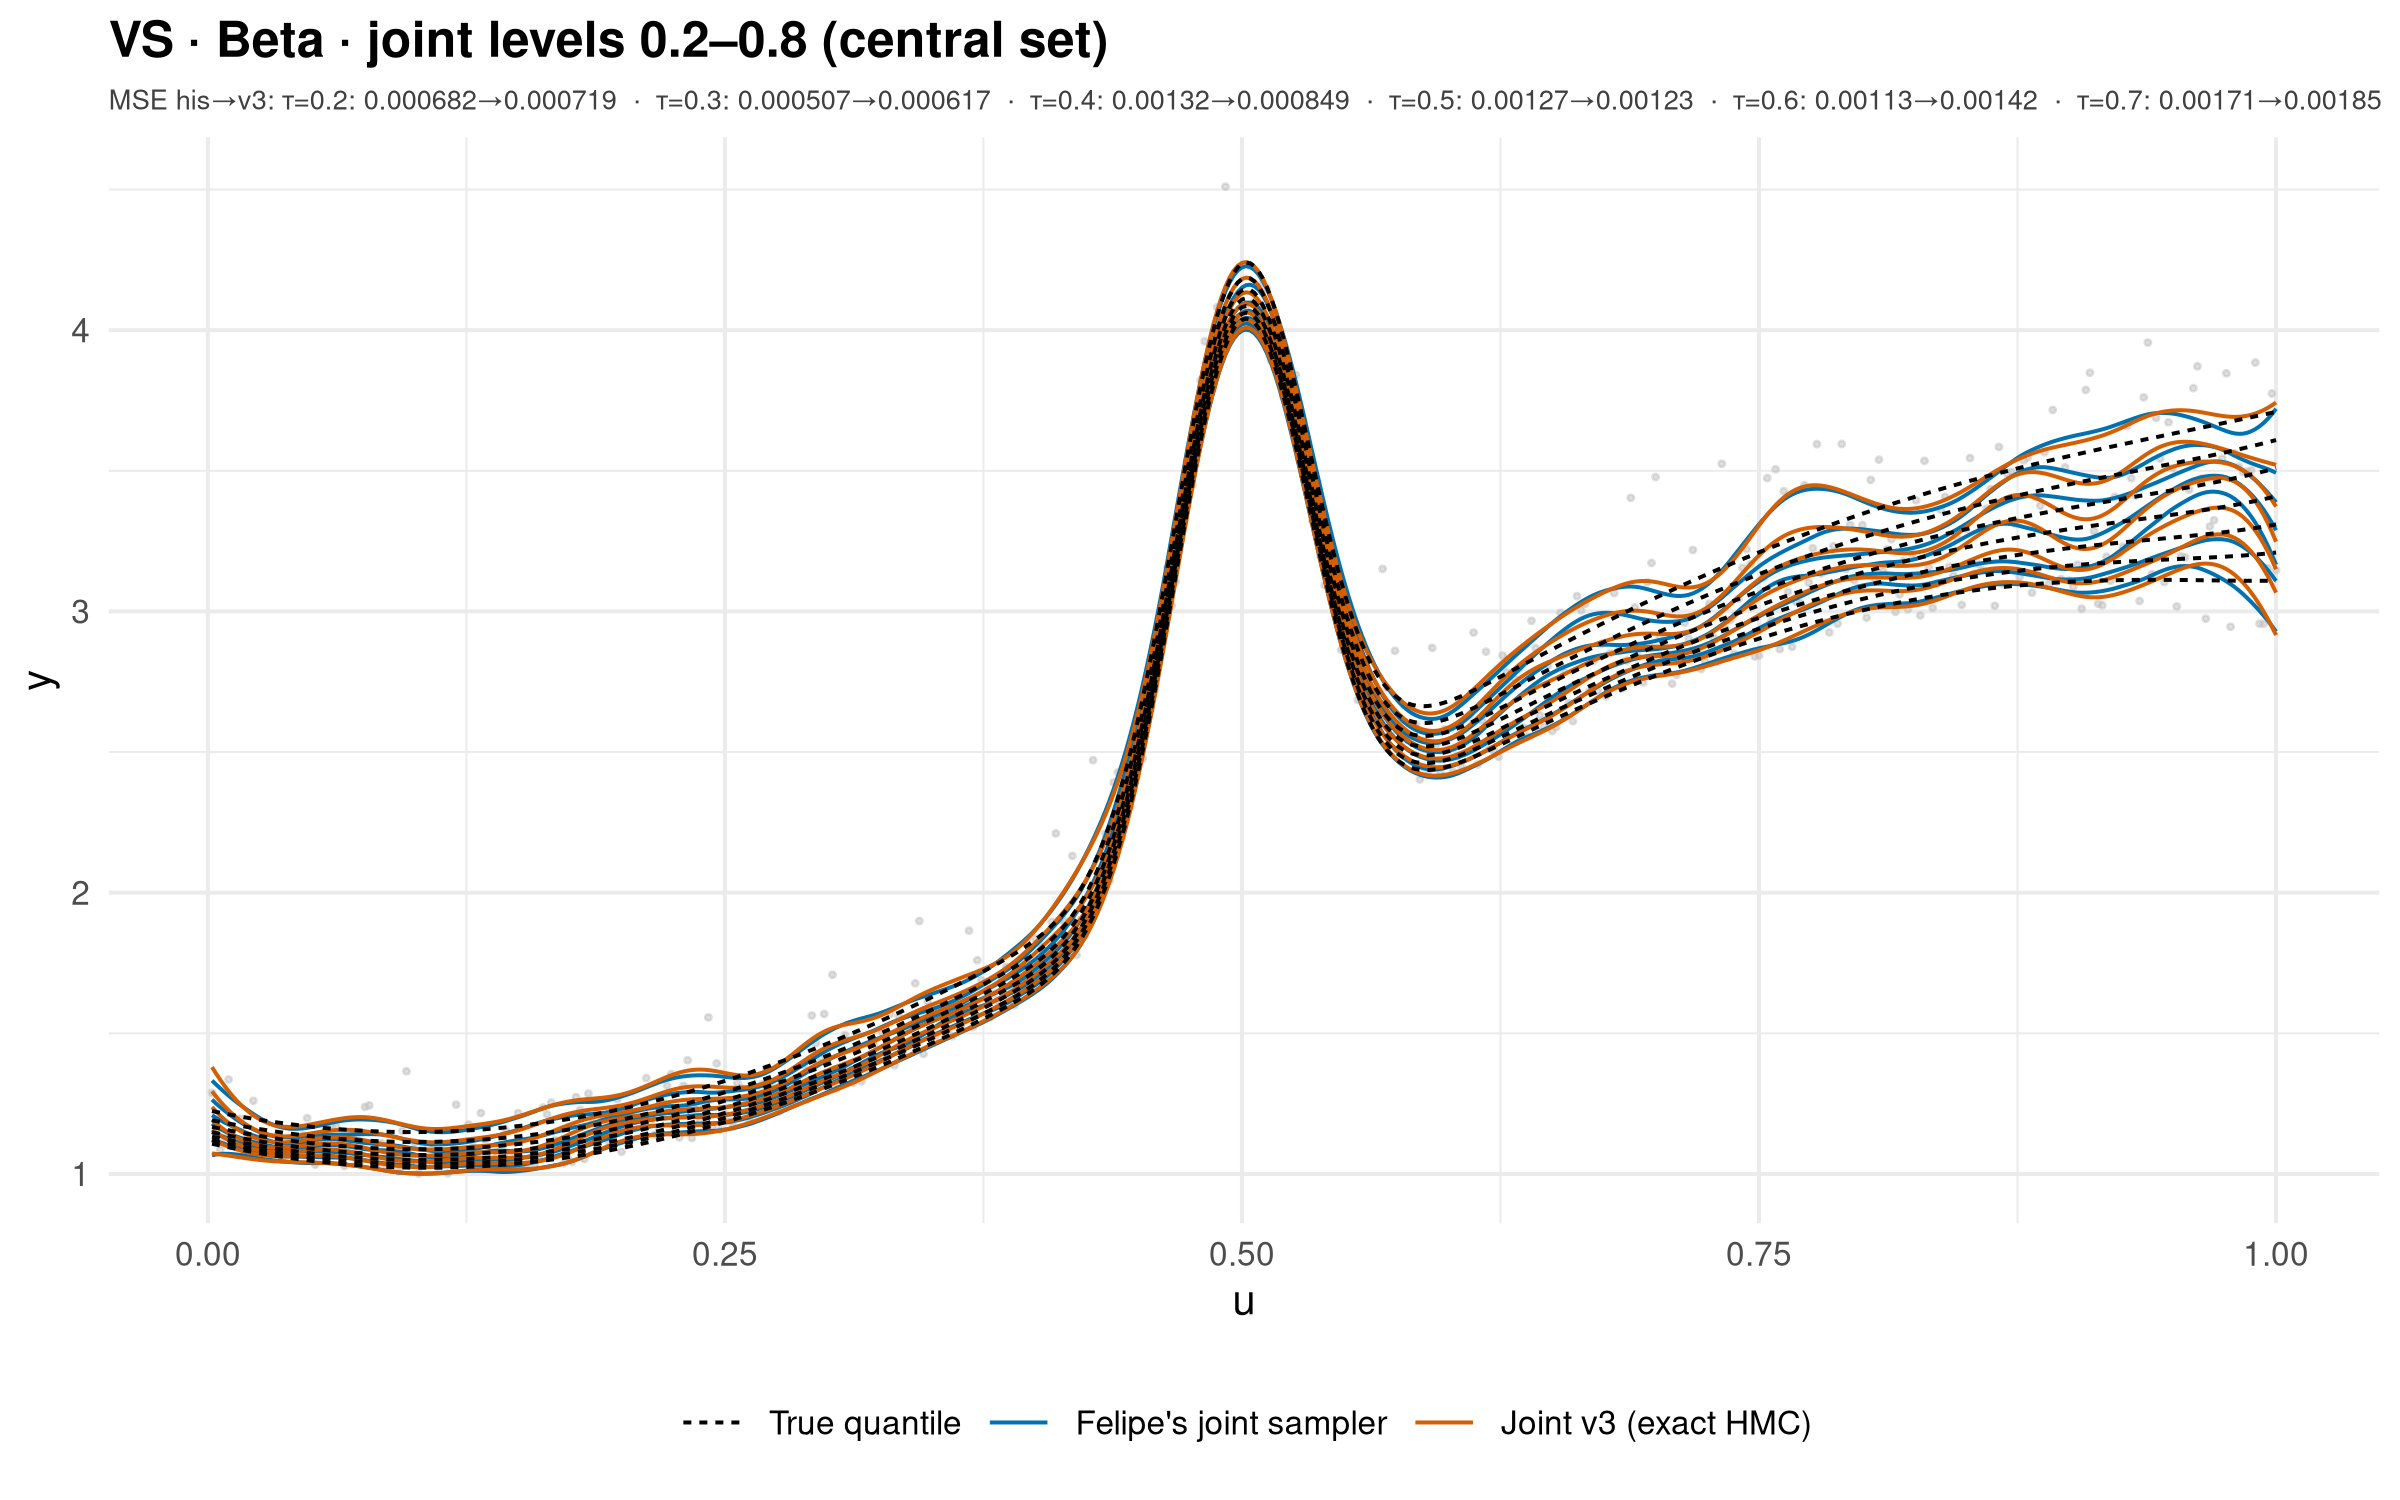 VS · Beta · joint levels 0.2–0.8 (central set)
MSE his→v3: τ=0.2: 0.000682→0.000719 · τ=0.3: 0.000507→0.000617 · τ=0.4: 0.00132→0.000849 · τ=0.5: 0.00127→0.00123 · τ=0.6: 0.00113→0.00142 · τ=0.7: 0.00171→0.00185
4
3
2
1
y
0.00 0.25 0.50 0.75 1.00
u
True quantile Felipe's joint sampler Joint v3 (exact HMC)